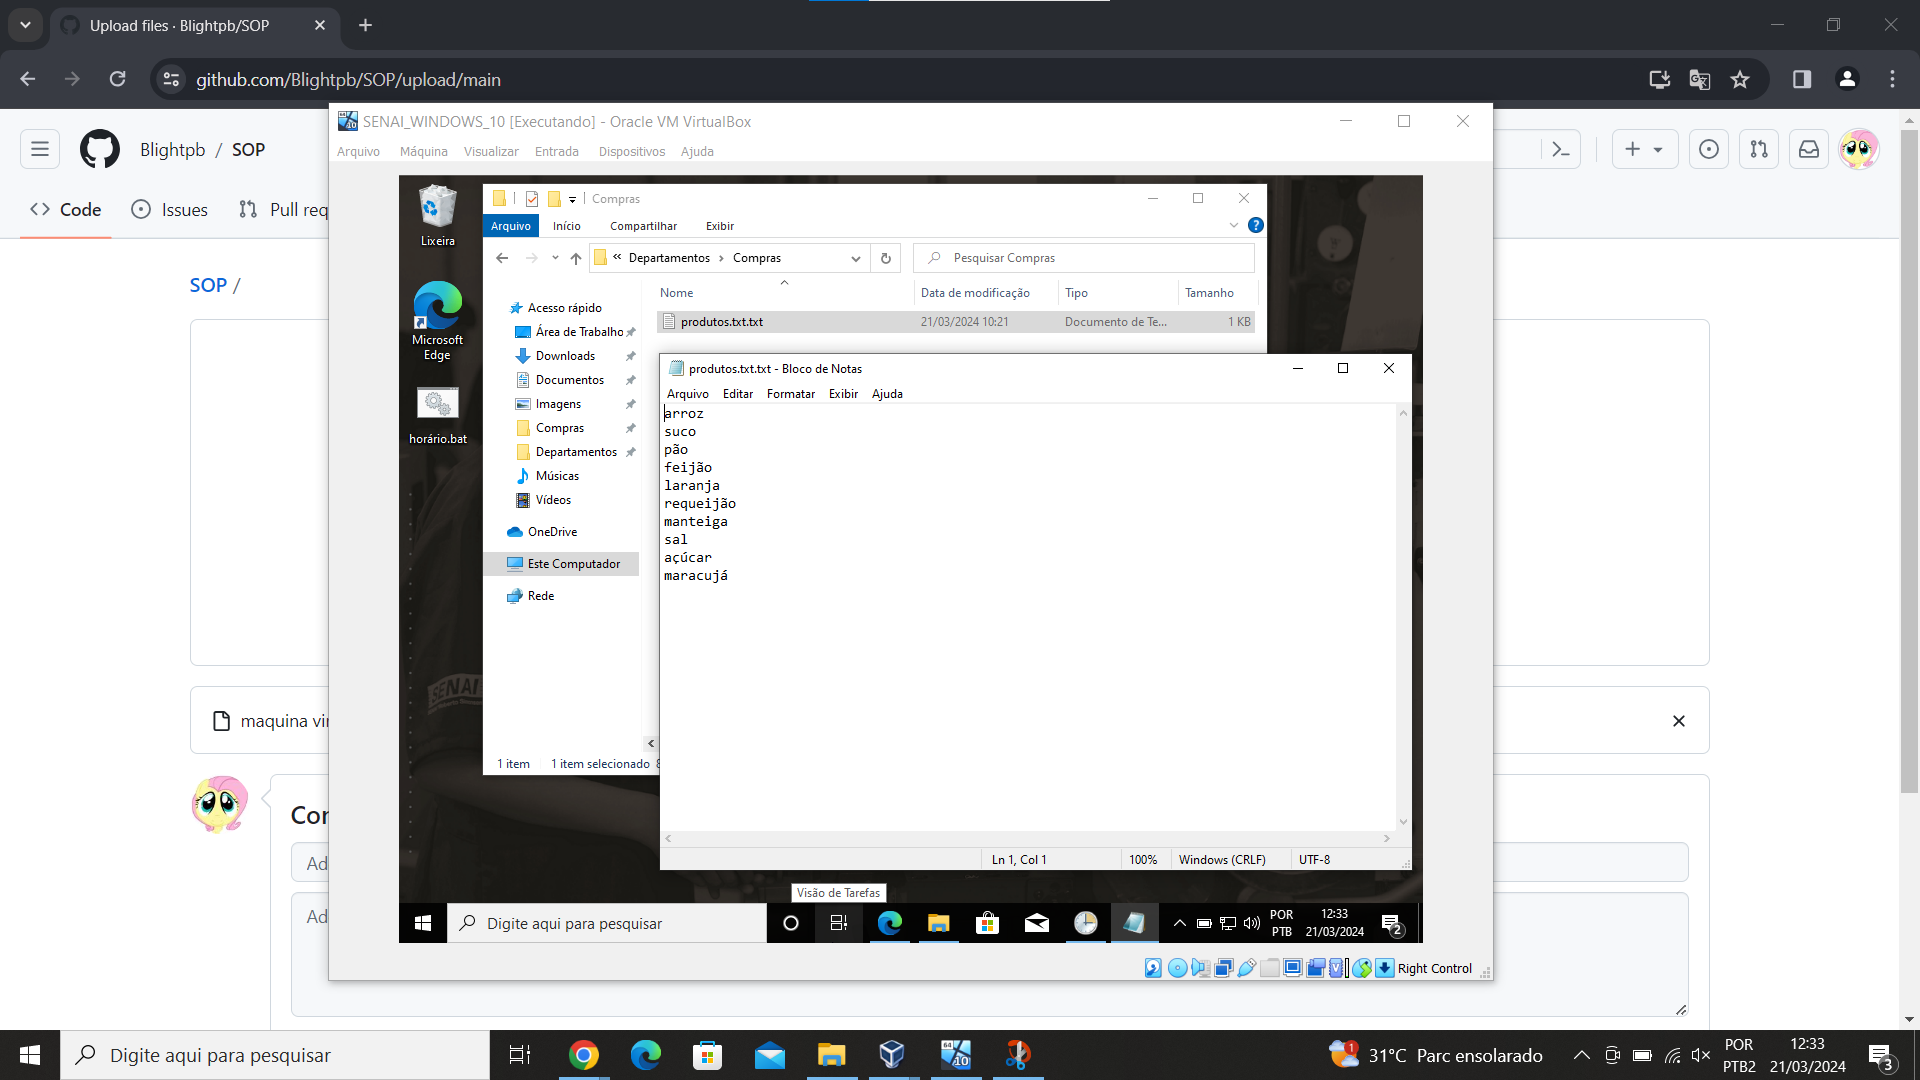 Upload files · Blightpb/SOP
github.com/Blightpb/SOP/upload/main
SENAI_WINDOWS_10 [Executando] - Oracle VM VirtualBox
Arquivo Máquina Visualizar Entrada Dispositivos Ajuda
Blightpb / SOP
Code Issues Pull req
SOP /
maquina vir
Con
Ad
Ad
Lixeira
Microsoft
Edge
horário.bat
Compras
Arquivo Início Compartilhar Exibir
« Departamentos › Compras
Pesquisar Compras
Nome Data de modificação Tipo Tamanho
produtos.txt.txt 21/03/2024 10:21 Documento de Te... 1 KB
Acesso rápido
Área de Trabalho
Downloads
Documentos
Imagens
Compras
Departamentos
Músicas
Vídeos
OneDrive
Este Computador
Rede
1 item 1 item selecionado
produtos.txt.txt - Bloco de Notas
Arquivo Editar Formatar Exibir Ajuda
arroz
suco
pão
feijão
laranja
requeijão
manteiga
sal
açúcar
maracujá
Ln 1, Col 1 100% Windows (CRLF) UTF-8
Visão de Tarefas
SENAI
Digite aqui para pesquisar
POR
PTB
12:33
21/03/2024
2
Right Control
Digite aqui para pesquisar
1
31°C Parc ensolarado
POR
PTB2
12:33
21/03/2024
3